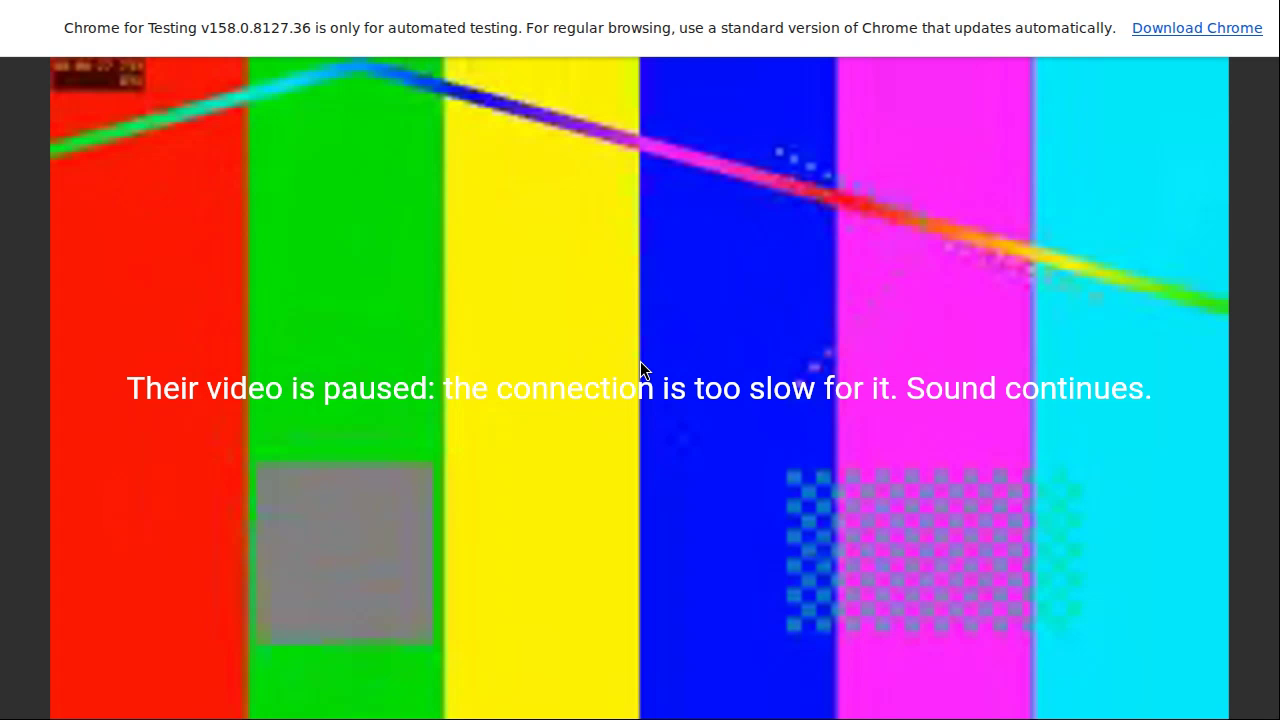 Chrome for Testing v158.0.8127.36 is only for automated testing. For regular browsing, use a standard version of Chrome that updates automatically. Download Chrome
Their video is paused: the connection is too slow for it. Sound continues.